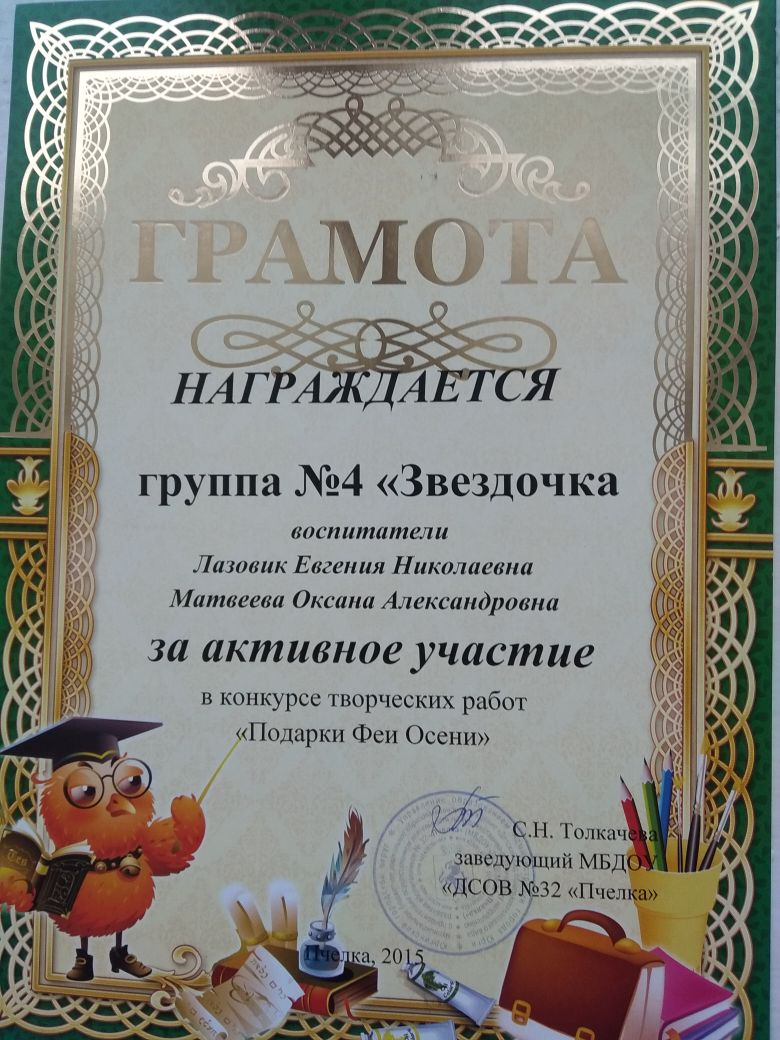 ГРАМОТА
НАГРАЖДАЕТСЯ
группа №4 «Звездочка
воспитатели
Лазовик Евгения Николаевна
Матвеева Оксана Александровна
за активное участие
в конкурсе творческих работ
«Подарки Феи Осени»
С.Н. Толкачева
заведующий МБДОУ
«ДСОВ №32 «Пчелка»
Пчелка, 2015